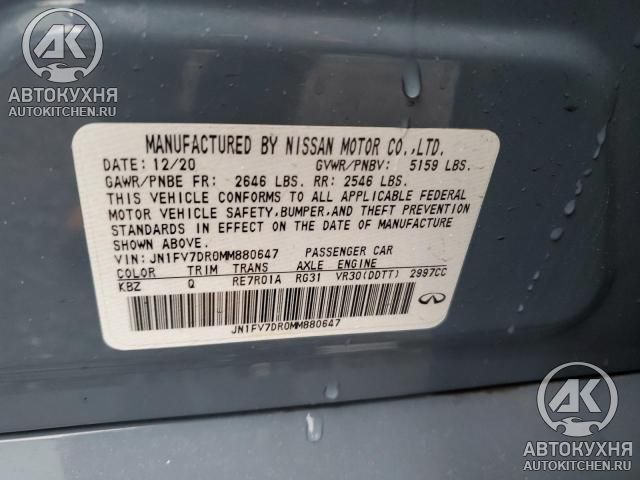 AK
АВТОКУХНЯ
AUTOKITCHEN.RU
MANUFACTURED BY NISSAN MOTOR CO.,LTD.
DATE: 12/20 GVWR/PNBV: 5159 LBS.
GAWR/PNBE FR: 2646 LBS. RR: 2546 LBS.
THIS VEHICLE CONFORMS TO ALL APPLICABLE FEDERAL
MOTOR VEHICLE SAFETY,BUMPER,AND THEFT PREVENTION
STANDARDS IN EFFECT ON THE DATE OF MANUFACTURE
SHOWN ABOVE.
VIN: JN1FV7DR0MM880647 PASSENGER CAR
COLOR TRIM TRANS AXLE ENGINE
KBZ Q RE7R01A RG31 VR30(DDTT) 2997CC
JN1FV7DR0MM880647
AK
АВТОКУХНЯ
AUTOKITCHEN.RU